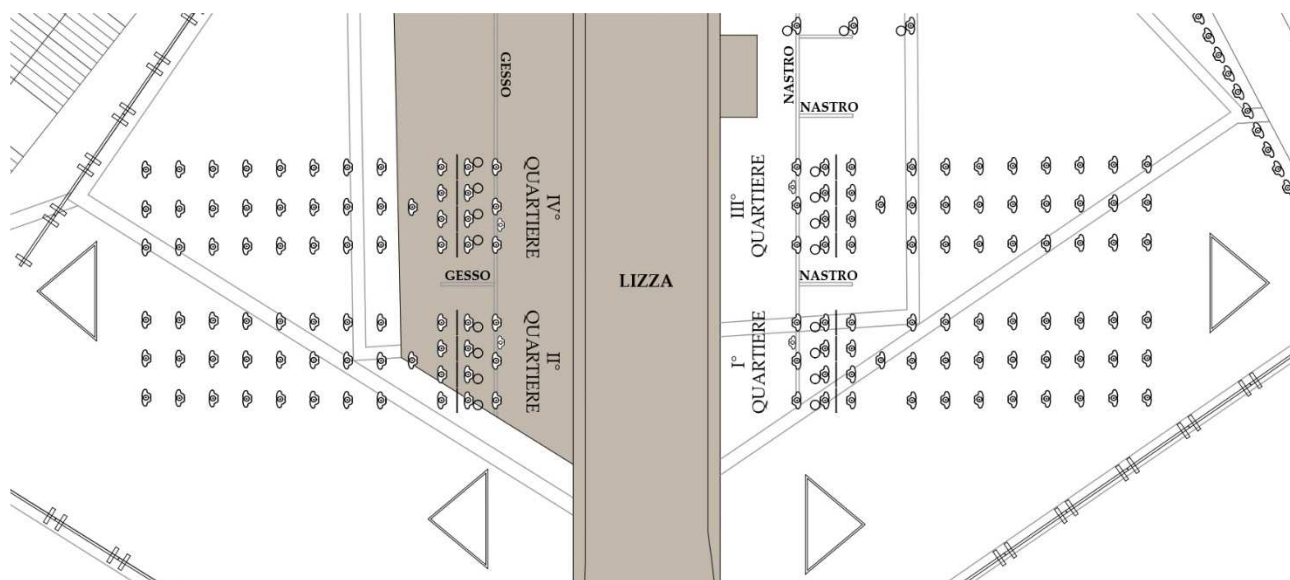 GESSO
NASTRO
NASTRO
IV°
QUARTIERE
III°
QUARTIERE
GESSO
LIZZA
NASTRO
II°
QUARTIERE
I°
QUARTIERE